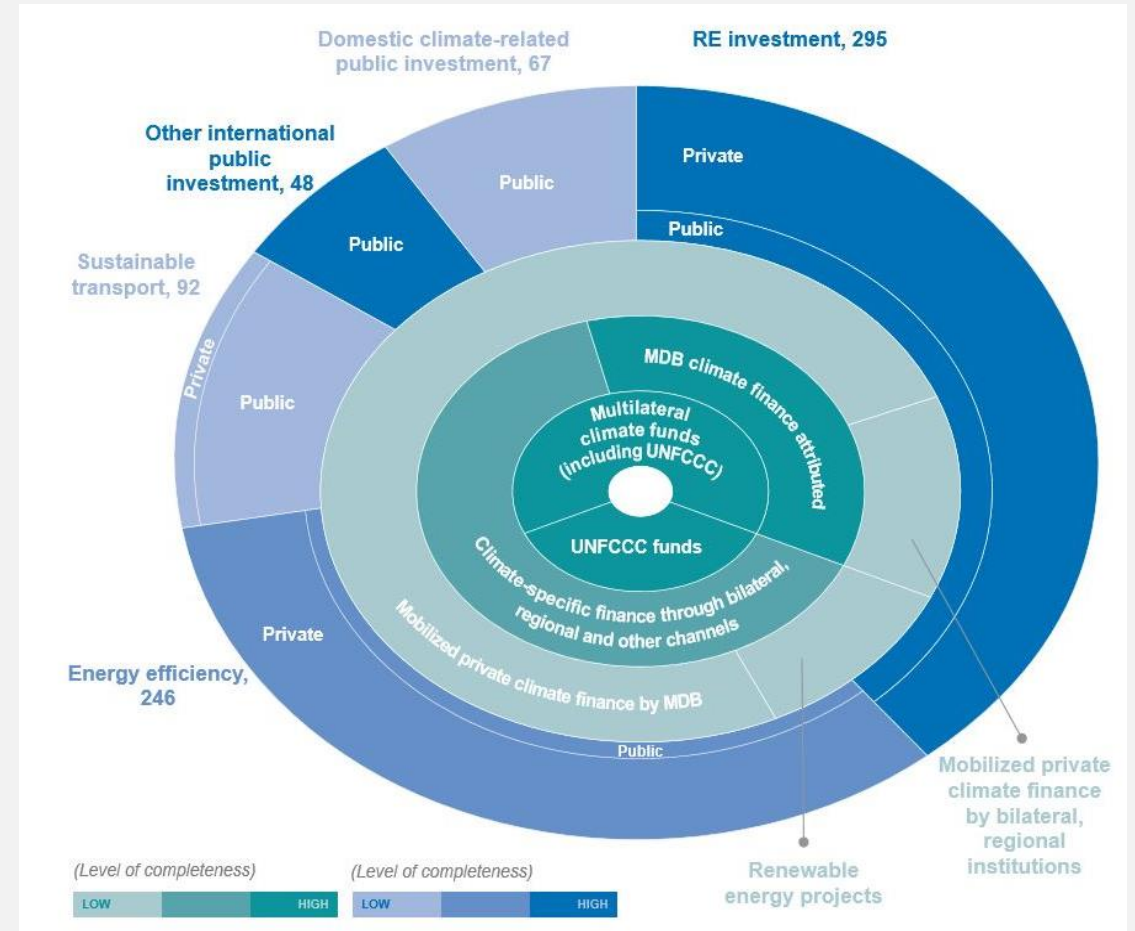 Domestic climate-related
public investment, 67
RE investment, 295
Other international
public
investment, 48
Private
Public
Public
Public
Sustainable
transport, 92
Private
Public
MDB climate finance attributed
Multilateral
climate funds
(including UNFCCC)
UNFCCC funds
Climate-specific finance through bilateral,
regional and other channels
Mobilized private climate finance by MDB
Private
Energy efficiency,
246
Public
Mobilized private
climate finance
by bilateral,
regional
institutions
Renewable
energy projects
(Level of completeness)
LOW HIGH
(Level of completeness)
LOW HIGH